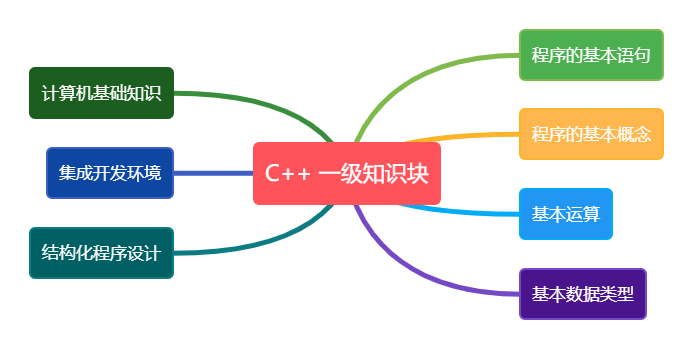 程序的基本语句
计算机基础知识
程序的基本概念
C++ 一级知识块
集成开发环境
基本运算
结构化程序设计
基本数据类型